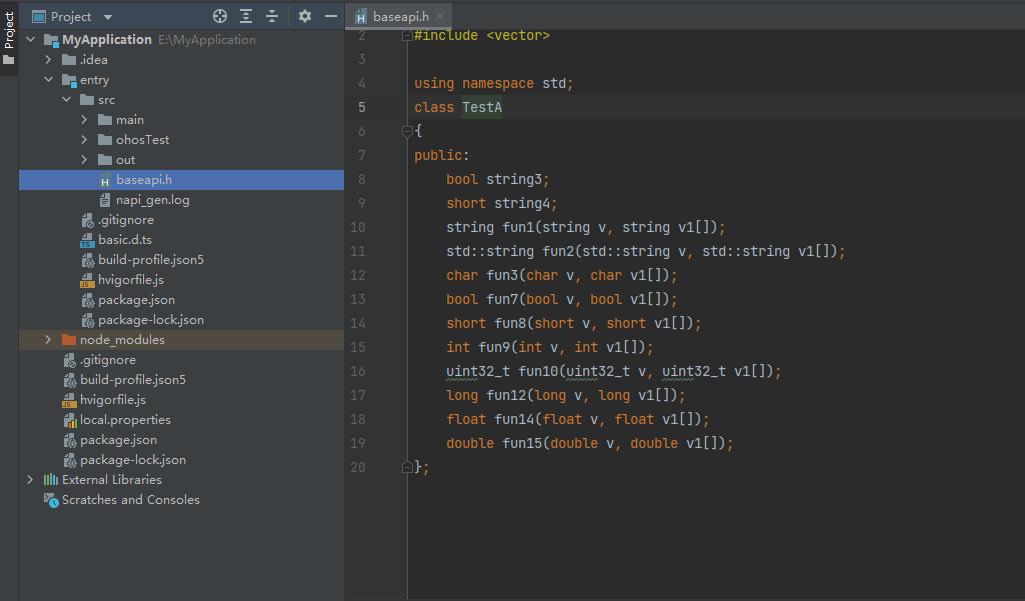 Project
Project
MyApplication E:\MyApplication
.idea
entry
src
main
ohosTest
out
baseapi.h
napi_gen.log
.gitignore
basic.d.ts
build-profile.json5
hvigorfile.js
package.json
package-lock.json
node_modules
.gitignore
build-profile.json5
hvigorfile.js
local.properties
package.json
package-lock.json
External Libraries
Scratches and Consoles
baseapi.h
2 #include <vector>
3
4 using namespace std;
5 class TestA
6 {
7 public:
8 bool string3;
9 short string4;
10 string fun1(string v, string v1[]);
11 std::string fun2(std::string v, std::string v1[]);
12 char fun3(char v, char v1[]);
13 bool fun7(bool v, bool v1[]);
14 short fun8(short v, short v1[]);
15 int fun9(int v, int v1[]);
16 uint32_t fun10(uint32_t v, uint32_t v1[]);
17 long fun12(long v, long v1[]);
18 float fun14(float v, float v1[]);
19 double fun15(double v, double v1[]);
20 };